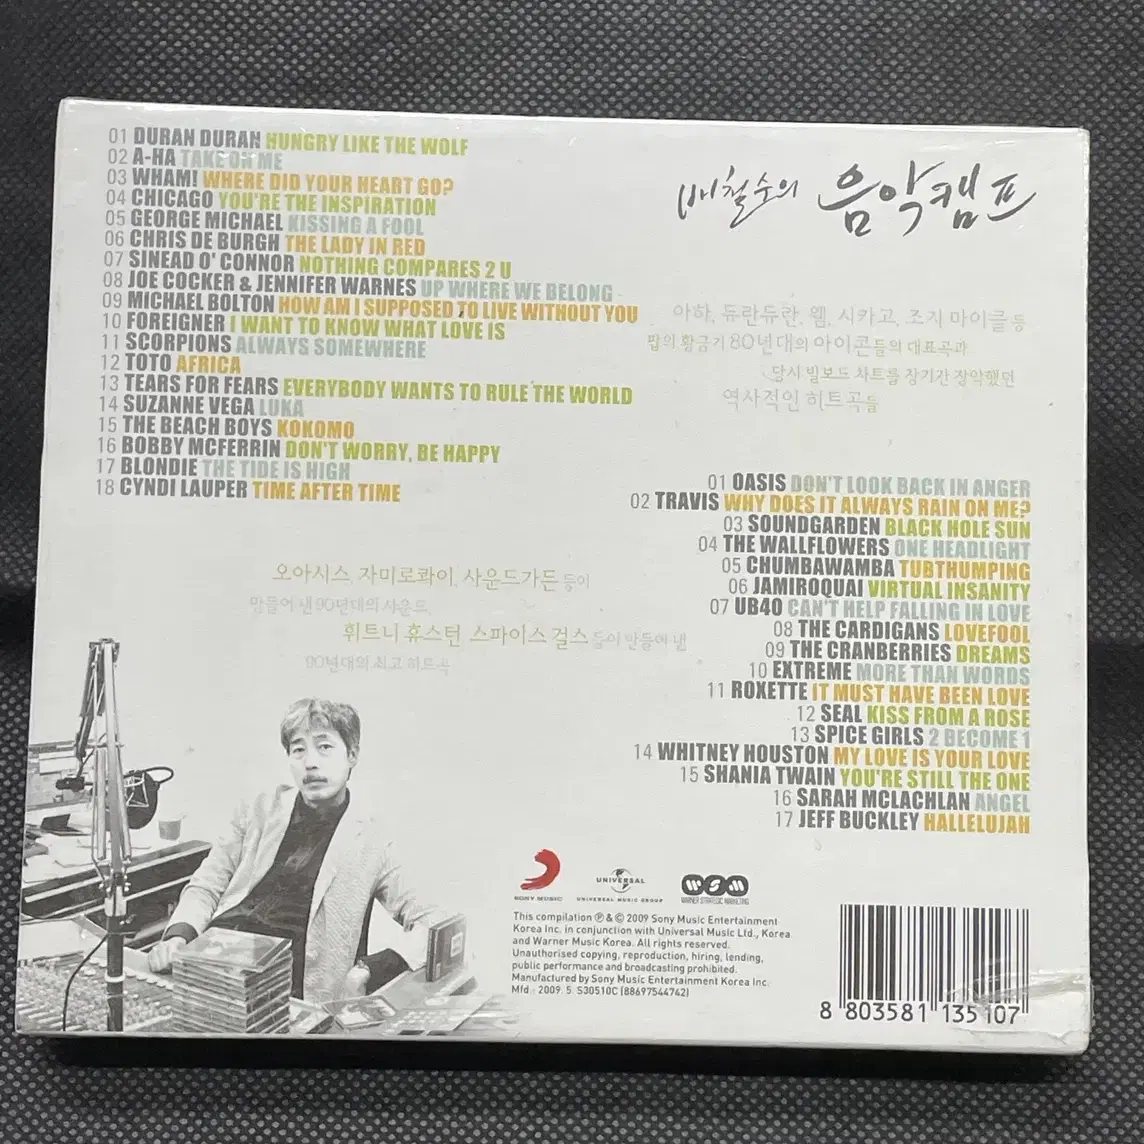 01 DURAN DURAN HUNGRY LIKE THE WOLF
02 A-HA TAKE ON ME
03 WHAM! WHERE DID YOUR HEART GO?
04 CHICAGO YOU'RE THE INSPIRATION
05 GEORGE MICHAEL KISSING A FOOL
06 CHRIS DE BURGH THE LADY IN RED
07 SINEAD O' CONNOR NOTHING COMPARES 2 U
08 JOE COCKER & JENNIFER WARNES UP WHERE WE BELONG
09 MICHAEL BOLTON HOW AM I SUPPOSED TO LIVE WITHOUT YOU
10 FOREIGNER I WANT TO KNOW WHAT LOVE IS
11 SCORPIONS ALWAYS SOMEWHERE
12 TOTO AFRICA
13 TEARS FOR FEARS EVERYBODY WANTS TO RULE THE WORLD
14 SUZANNE VEGA LUKA
15 THE BEACH BOYS KOKOMO
16 BOBBY MCFERRIN DON'T WORRY, BE HAPPY
17 BLONDIE THE TIDE IS HIGH
18 CYNDI LAUPER TIME AFTER TIME
배철수의 음악캠프
아하, 듀란듀란, 웸, 시카고, 조지 마이클 등
팝의 황금기 80년대의 아이콘들의 대표곡과
당시 빌보드 차트를 장기간 장악했던
역사적인 히트곡들
01 OASIS DON'T LOOK BACK IN ANGER
02 TRAVIS WHY DOES IT ALWAYS RAIN ON ME?
03 SOUNDGARDEN BLACK HOLE SUN
04 THE WALLFLOWERS ONE HEADLIGHT
05 CHUMBAWAMBA TUBTHUMPING
06 JAMIROQUAI VIRTUAL INSANITY
07 UB40 CAN'T HELP FALLING IN LOVE
08 THE CARDIGANS LOVEFOOL
09 THE CRANBERRIES DREAMS
10 EXTREME MORE THAN WORDS
11 ROXETTE IT MUST HAVE BEEN LOVE
12 SEAL KISS FROM A ROSE
13 SPICE GIRLS 2 BECOME 1
14 WHITNEY HOUSTON MY LOVE IS YOUR LOVE
15 SHANIA TWAIN YOU'RE STILL THE ONE
16 SARAH MCLACHLAN ANGEL
17 JEFF BUCKLEY HALLELUJAH
오아시스, 자미로콰이, 사운드가든 등이
만들어 낸 90년대의 사운드,
휘트니 휴스턴, 스파이스 걸스 등이 만들어 낸
90년대의 최고 히트곡
SONY MUSIC
UNIVERSAL
UNIVERSAL MUSIC GROUP
WSM
WARNER STRATEGIC MARKETING
This compilation ℗ & © 2009 Sony Music Entertainment
Korea Inc. in conjunction with Universal Music Ltd., Korea
and Warner Music Korea. All rights reserved.
Unauthorised copying, reproduction, hiring, lending,
public performance and broadcasting prohibited.
Manufactured by Sony Music Entertainment Korea Inc.
Mfd : 2009. 5. S30510C (88697544742)
8 803581 135107